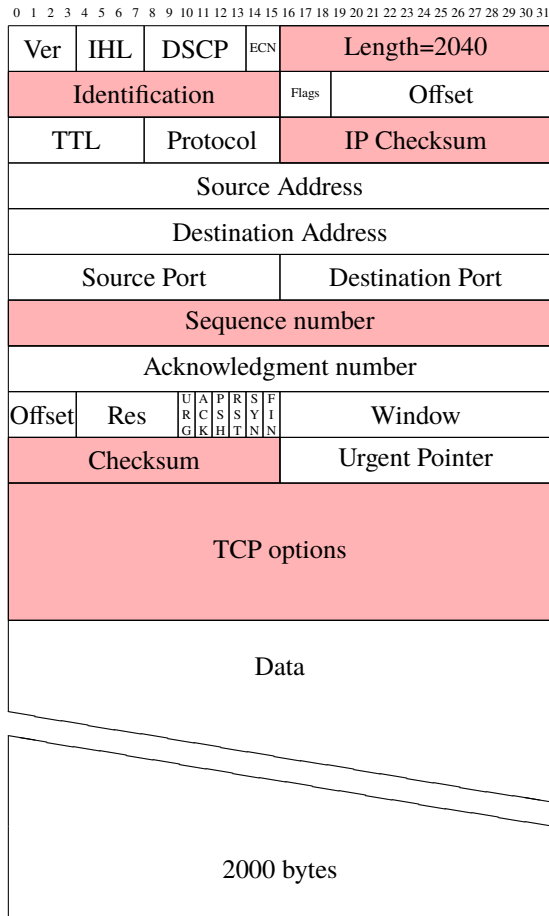 0 1 2 3 4 5 6 7 8 9 10 11 12 13 14 15 16 17 18 19 20 21 22 23 24 25 26 27 28 29 30 31
Ver IHL DSCP ECN Length=2040
Identification Flags Offset
TTL Protocol IP Checksum
Source Address
Destination Address
Source Port Destination Port
Sequence number
Acknowledgment number
Offset Res URG ACK PSH RST SYN FIN Window
Checksum Urgent Pointer
TCP options
Data
2000 bytes